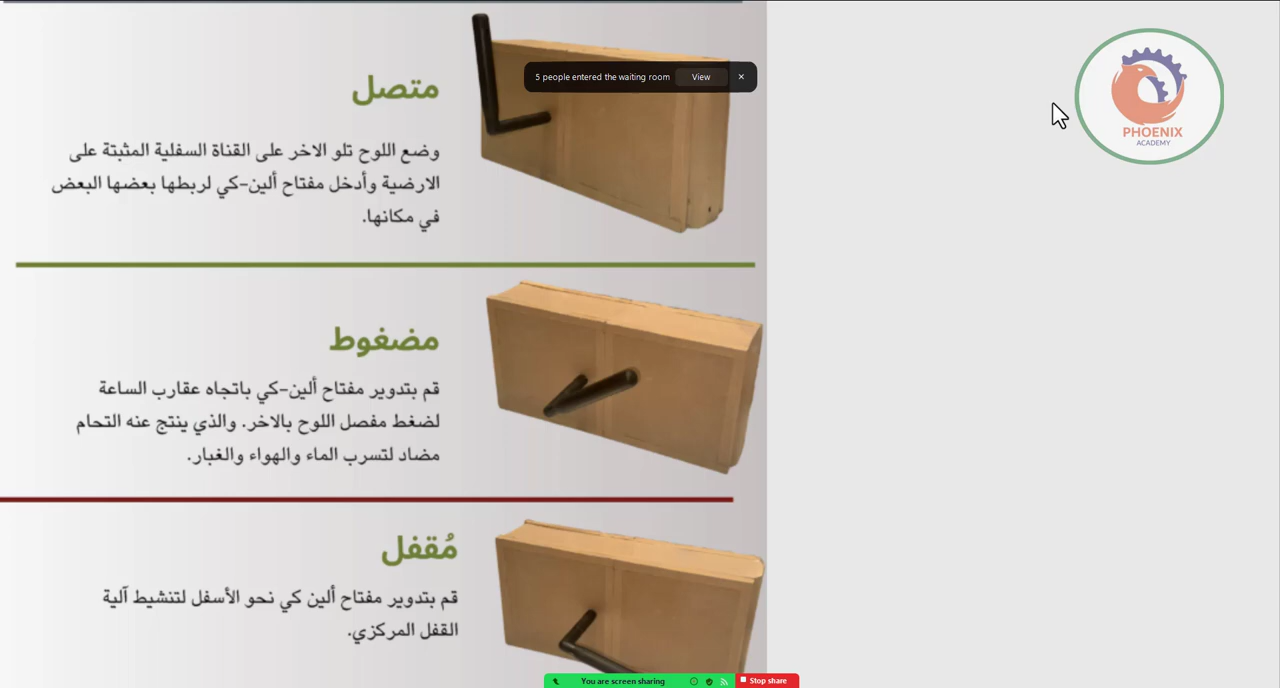 متصل
وضع اللوح تلو الاخر على القناة السفلية المثبتة على
الارضية وأدخل مفتاح ألين-كي لربطها بعضها البعض
في مكانها.
5 people entered the waiting room View ×
PHOENIX
ACADEMY
مضغوط
قم بتدوير مفتاح ألين-كي باتجاه عقارب الساعة
لضغط مفصل اللوح بالاخر. والذي ينتج عنه التحام
مضاد لتسرب الماء والهواء والغبار.
مُقفل
قم بتدوير مفتاح ألين كي نحو الأسفل لتنشيط آلية
القفل المركزي.
You are screen sharing Stop share